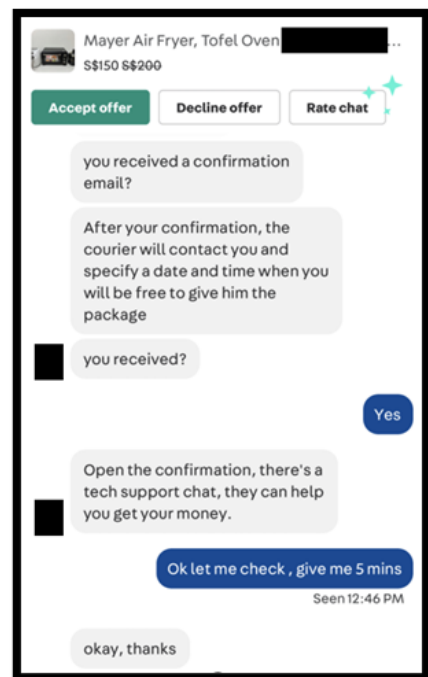 Mayer Air Fryer, Tofel Oven ...
S$150 S$200
Accept offer
Decline offer
Rate chat
you received a confirmation
email?
After your confirmation, the
courier will contact you and
specify a date and time when you
will be free to give him the
package
you received?
Yes
Open the confirmation, there's a
tech support chat, they can help
you get your money.
Ok let me check , give me 5 mins
Seen 12:46 PM
okay, thanks